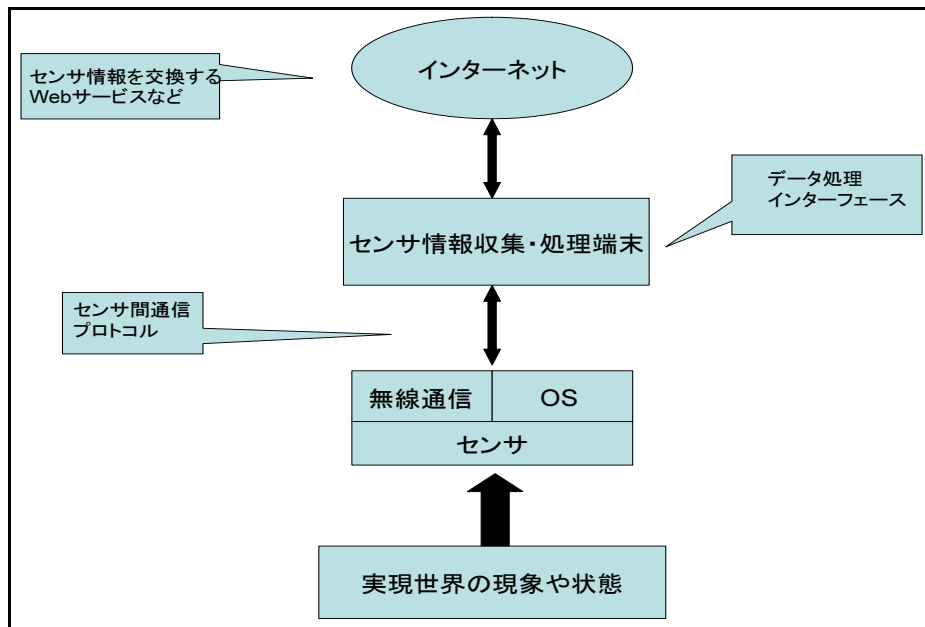 インターネット
センサ情報を交換する
Webサービスなど
データ処理
インターフェース
センサ情報収集・処理端末
センサ間通信
プロトコル
無線通信
OS
センサ
実現世界の現象や状態